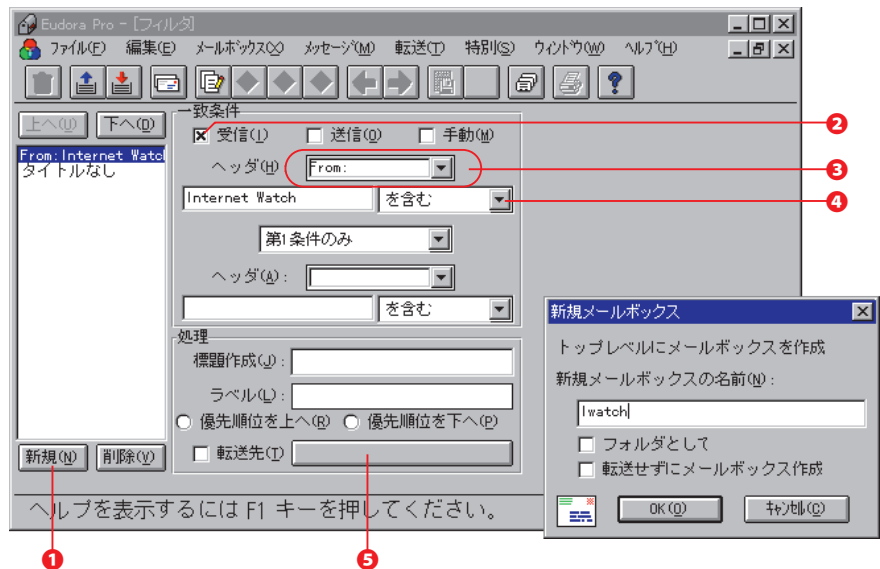 Eudora Pro - [フィルタ]
ファイル(F) 編集(E) メールボックス(X) メッセージ(M) 転送(T) 特別(S) ウィンドウ(W) ヘルプ(H)
上へ(U) 下へ(D)
From:Internet Watc
タイトルなし
新規(N) 削除(V)
一致条件
受信(I) 送信(O) 手動(M)
ヘッダ(H) From:
Internet Watch を含む
第1条件のみ
ヘッダ(A):
を含む
処理
標題作成(J):
ラベル(L):
優先順位を上へ(R) 優先順位を下へ(P)
転送先(T)
ヘルプを表示するには F1 キーを押してください。
新規メールボックス
トップレベルにメールボックスを作成
新規メールボックスの名前(N):
Iwatch
フォルダとして
転送せずにメールボックス作成
OK(O) キャンセル(C)
❷
❸
❹
❶
❺